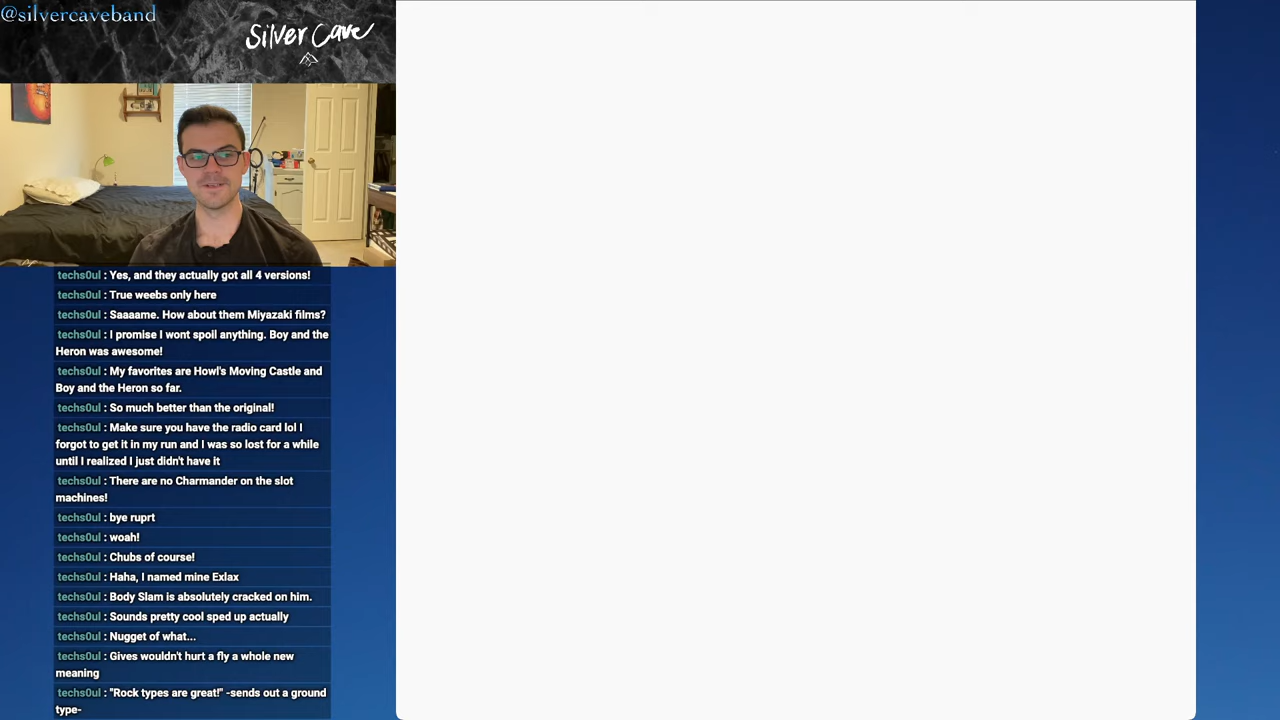 @silvercaveband
Silver Cave
techs0ul : Yes, and they actually got all 4 versions!
techs0ul : True weebs only here
techs0ul : Saaaame. How about them Miyazaki films?
techs0ul : I promise I wont spoil anything. Boy and the
Heron was awesome!
techs0ul : My favorites are Howl's Moving Castle and
Boy and the Heron so far.
techs0ul : So much better than the original!
techs0ul : Make sure you have the radio card lol I
forgot to get it in my run and I was so lost for a while
until I realized I just didn't have it
techs0ul : There are no Charmander on the slot
machines!
techs0ul : bye ruprt
techs0ul : woah!
techs0ul : Chubs of course!
techs0ul : Haha, I named mine Exlax
techs0ul : Body Slam is absolutely cracked on him.
techs0ul : Sounds pretty cool sped up actually
techs0ul : Nugget of what...
techs0ul : Gives wouldn't hurt a fly a whole new
meaning
techs0ul : "Rock types are great!" -sends out a ground
type-